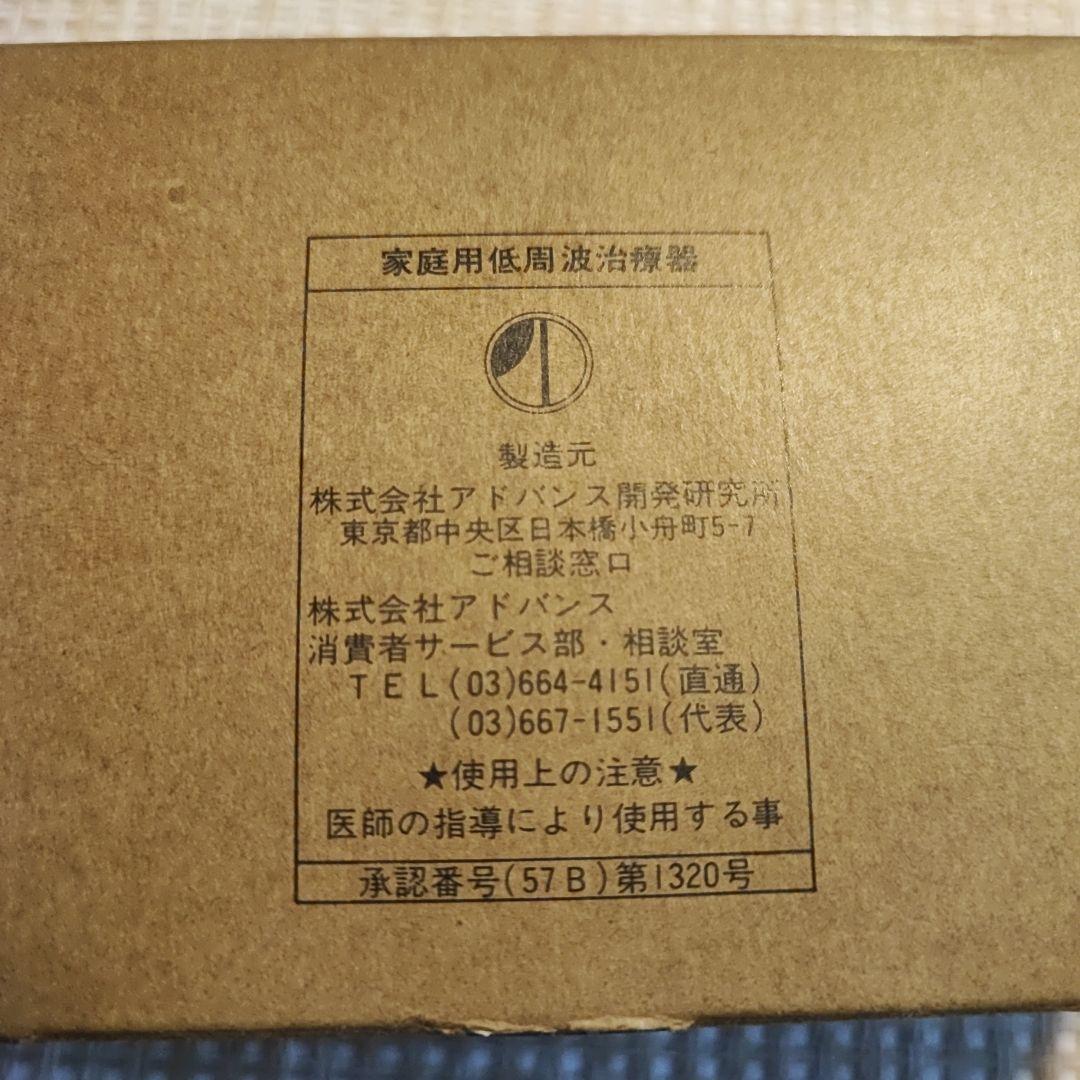 家庭用低周波治療器
製造元
株式会社アドバンス開発研究所
東京都中央区日本橋小舟町5-7
ご相談窓口
株式会社アドバンス
消費者サービス部・相談室
TEL(03)664-4151(直通)
(03)667-1551(代表)
★使用上の注意★
医師の指導により使用する事
承認番号(57B)第1320号